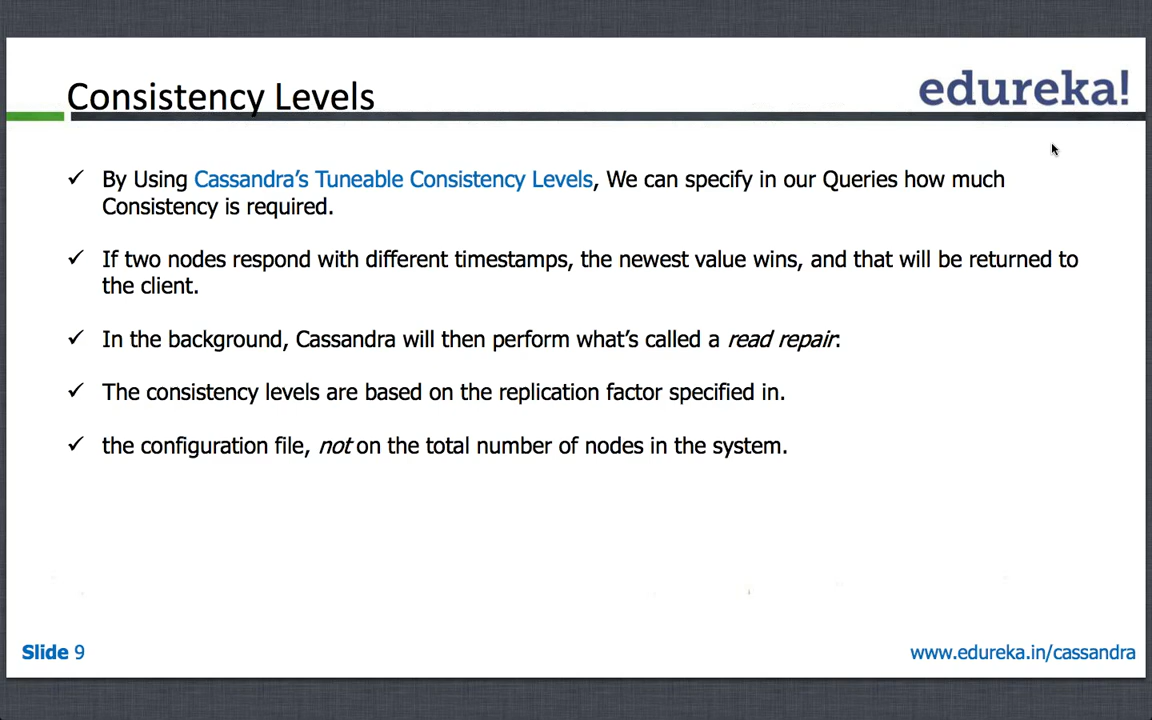 Consistency Levels
edureka!
✓ By Using Cassandra's Tuneable Consistency Levels, We can specify in our Queries how much
Consistency is required.
✓ If two nodes respond with different timestamps, the newest value wins, and that will be returned to
the client.
✓ In the background, Cassandra will then perform what's called a read repair:
✓ The consistency levels are based on the replication factor specified in.
✓ the configuration file, not on the total number of nodes in the system.
Slide 9
www.edureka.in/cassandra